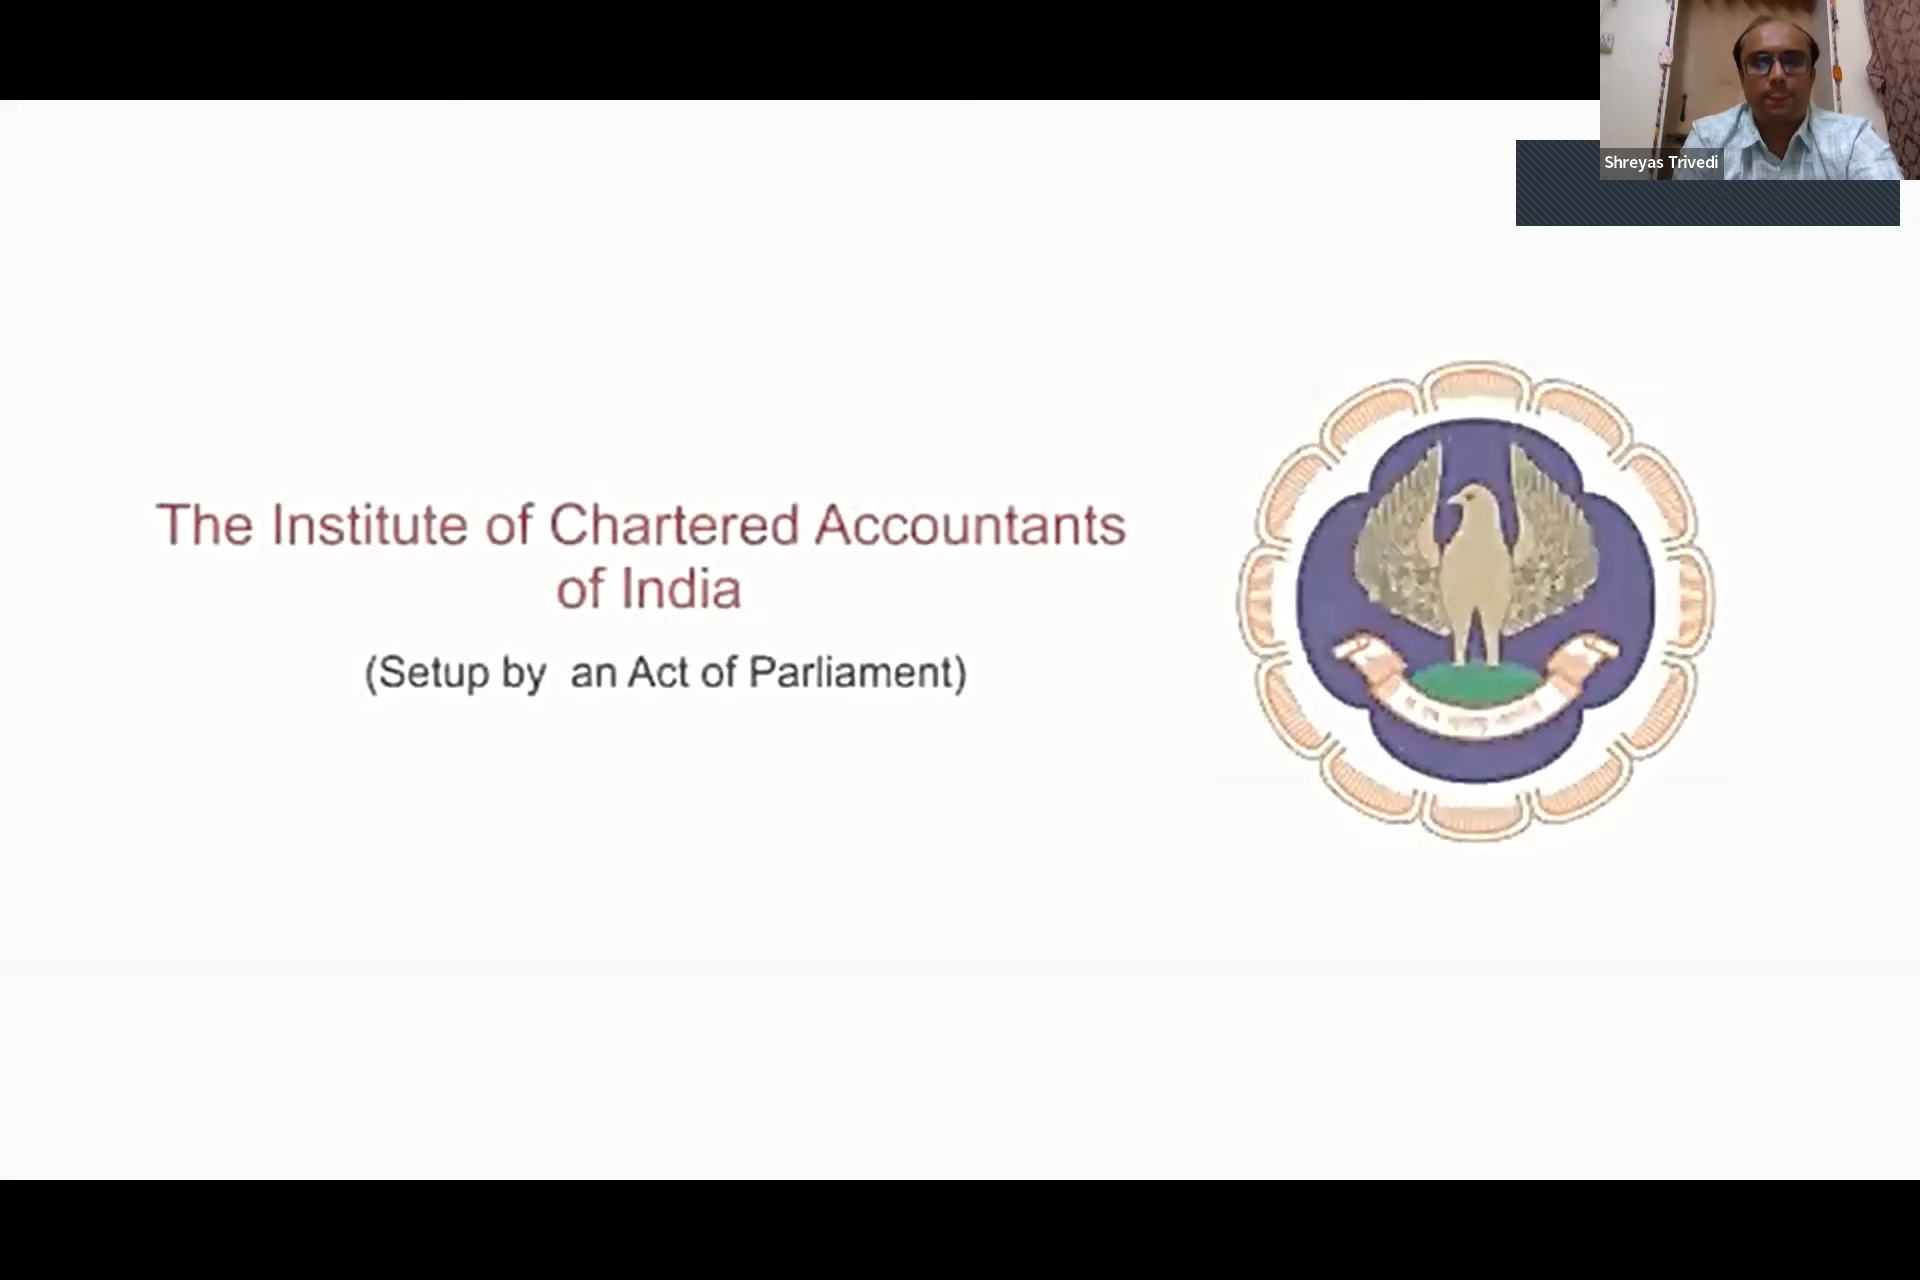 Shreyas Trivedi
The Institute of Chartered Accountants
of India
(Setup by an Act of Parliament)